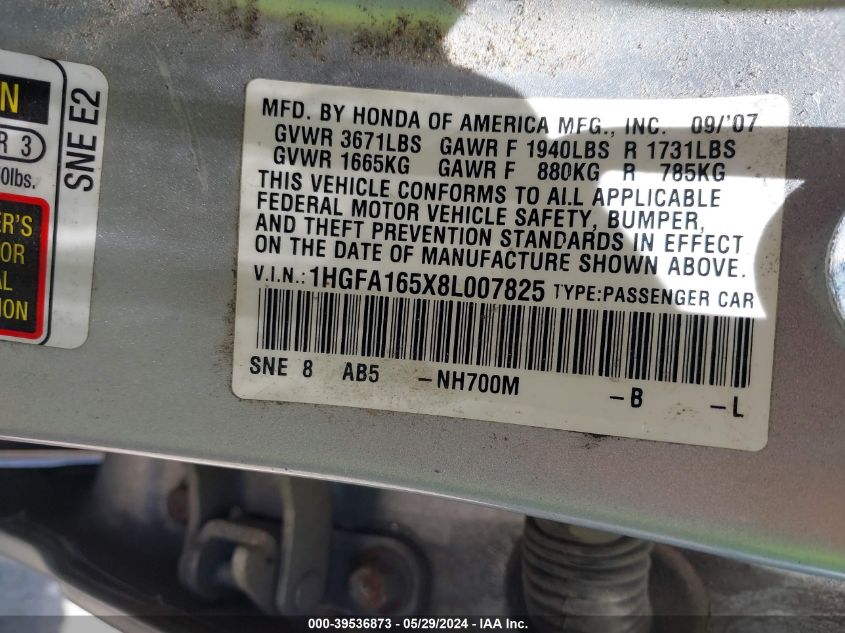 N
R 3
0lbs.
ER'S
OR
AL
TION
SNE E2
MFD. BY HONDA OF AMERICA MFG., INC. 09/'07
GVWR 3671LBS GAWR F 1940LBS R 1731LBS
GVWR 1665KG GAWR F 880KG R 785KG
THIS VEHICLE CONFORMS TO ALL APPLICABLE
FEDERAL MOTOR VEHICLE SAFETY, BUMPER,
AND THEFT PREVENTION STANDARDS IN EFFECT
ON THE DATE OF MANUFACTURE SHOWN ABOVE.
V.I.N.: 1HGFA165X8L007825 TYPE:PASSENGER CAR
SNE 8 AB5 -NH700M -B -L
000-39536873 - 05/29/2024 - IAA, Inc.